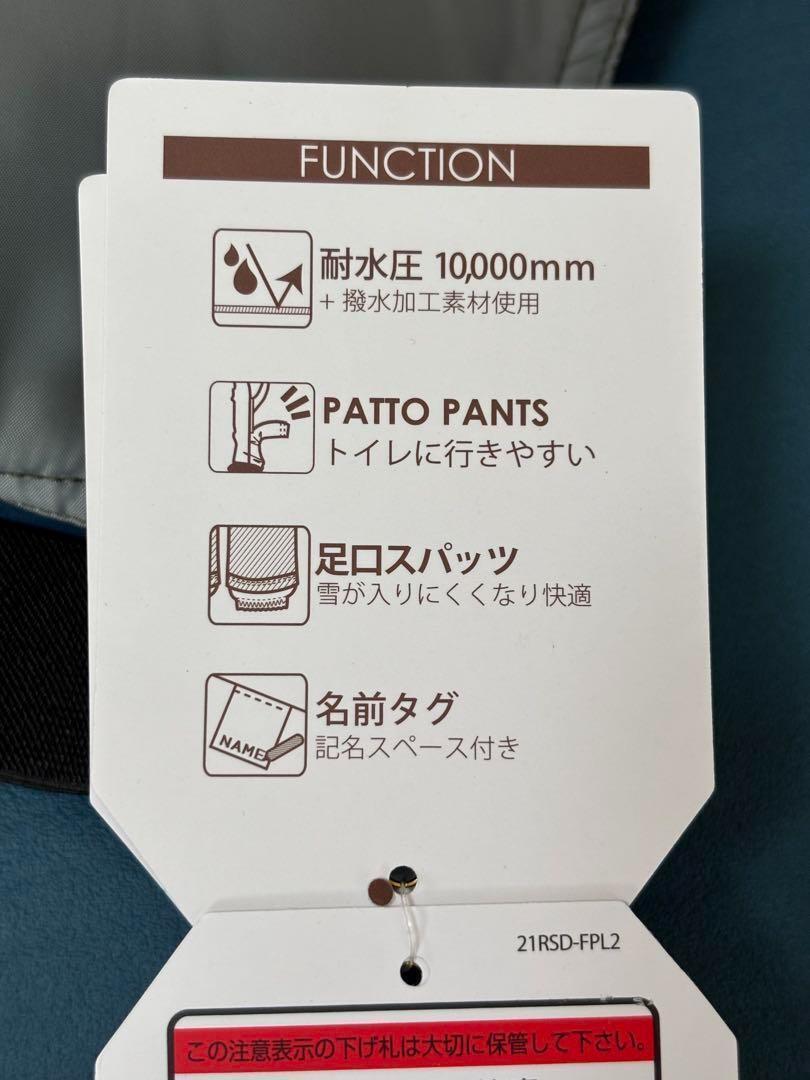 FUNCTION
耐水圧 10,000mm
+ 撥水加工素材使用
PATTO PANTS
トイレに行きやすい
足口スパッツ
雪が入りにくくなり快適
NAME
名前タグ
記名スペース付き
21RSD-FPL2
この注意表示の下げ札は大切に保管して下さい。